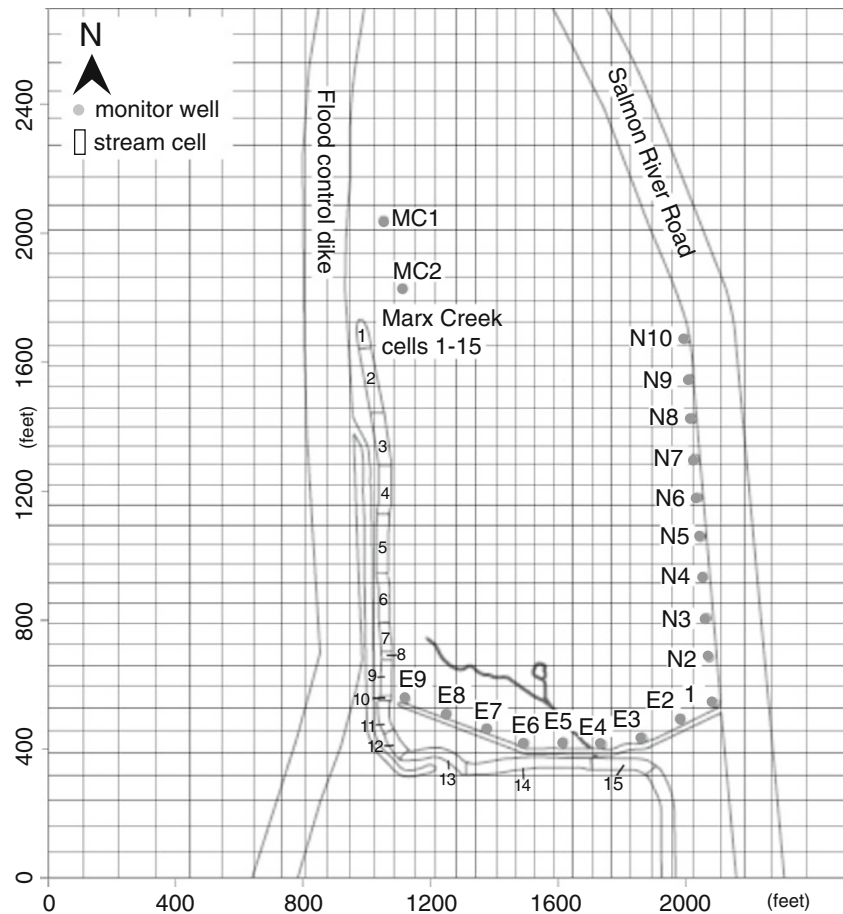 N
monitor well
stream cell
Flood control dike
Salmon River Road
MC1
MC2
Marx Creek
cells 1-15
1
2
3
4
5
6
7
8
9
10
11
12
13
14
15
N10
N9
N8
N7
N6
N5
N4
N3
N2
1
E2
E3
E4
E5
E6
E7
E8
E9
2400
2000
1600
(feet)
1200
800
400
0
0
400
800
1200
1600
2000
(feet)